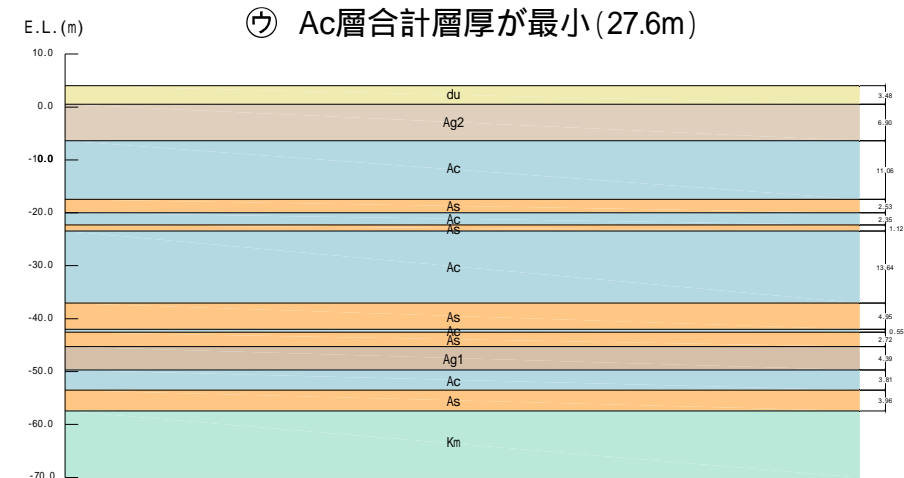 ㋒ Ac層合計層厚が最小(27.6m)
E.L.(m)
10.0
0.0
-10.0
-20.0
-30.0
-40.0
-50.0
-60.0
-70.0
du
Ag2
Ac
As
Ac
As
Ac
As
Ac
As
Ag1
Ac
As
Km
3.48
6.90
11.06
2.53
2.35
1.12
13.64
4.95
0.55
2.72
4.39
3.81
3.96